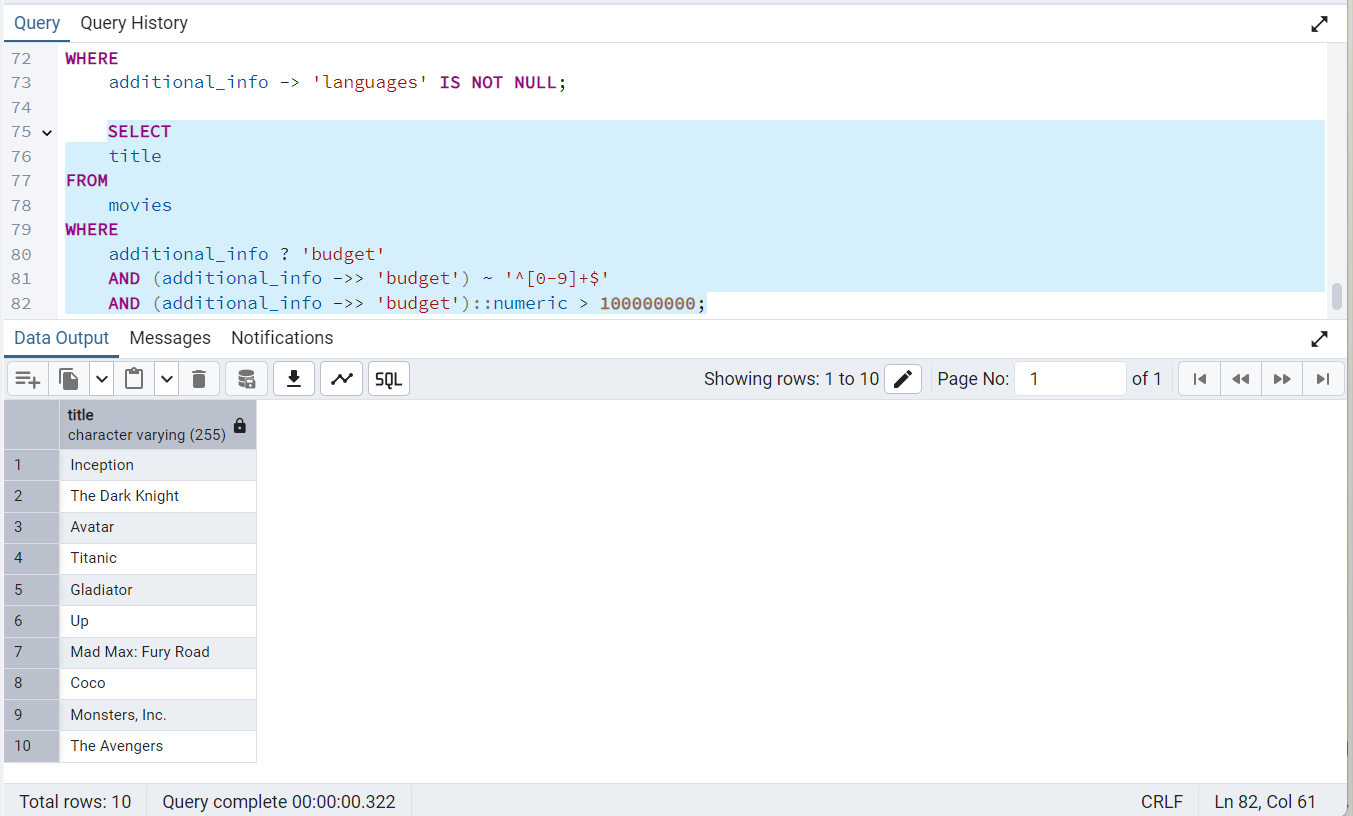 Query Query History
72 WHERE
73 additional_info -> 'languages' IS NOT NULL;
74
75 SELECT
76 title
77 FROM
78 movies
79 WHERE
80 additional_info ? 'budget'
81 AND (additional_info ->> 'budget') ~ '^[0-9]+$'
82 AND (additional_info ->> 'budget')::numeric > 100000000;
Data Output Messages Notifications
SQL Showing rows: 1 to 10 Page No: 1 of 1
title
character varying (255)
1 Inception
2 The Dark Knight
3 Avatar
4 Titanic
5 Gladiator
6 Up
7 Mad Max: Fury Road
8 Coco
9 Monsters, Inc.
10 The Avengers
Total rows: 10 Query complete 00:00:00.322 CRLF Ln 82, Col 61